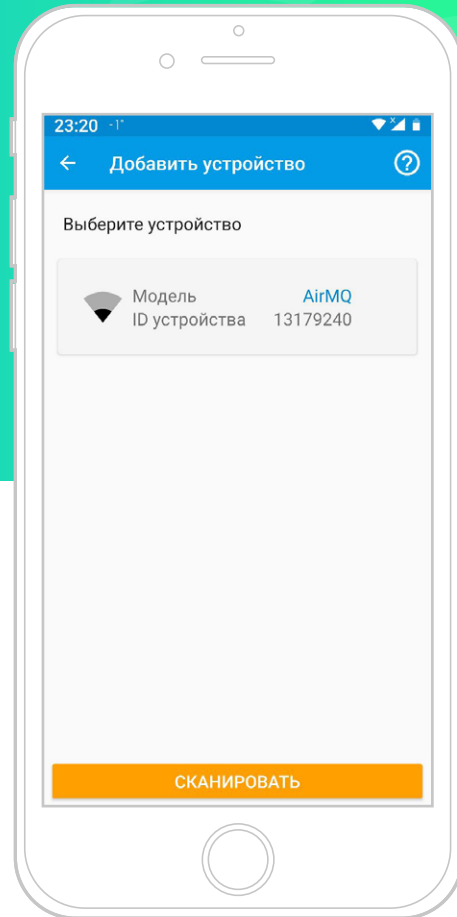 23:20 -1°
Добавить устройство
Выберите устройство
Модель AirMQ
ID устройства 13179240
СКАНИРОВАТЬ